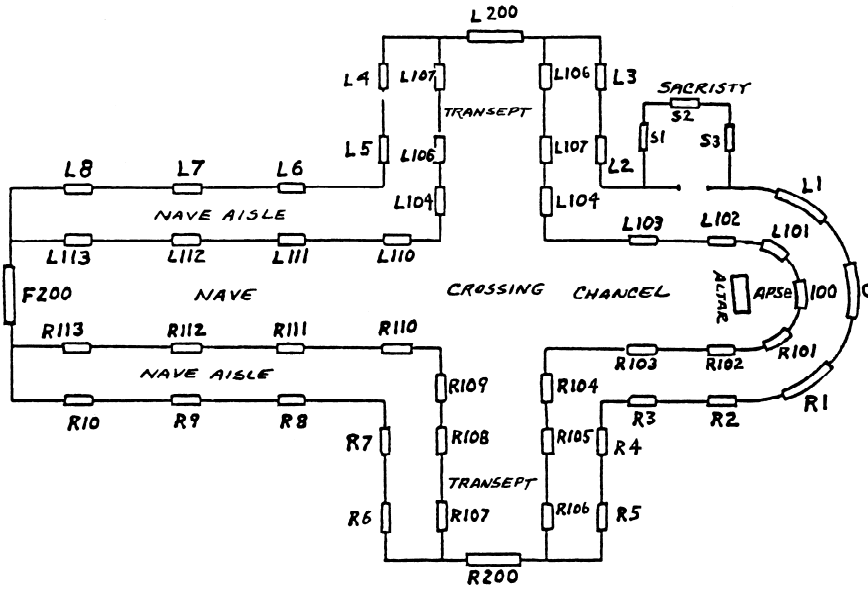 L 200
L4
L107
L106
L3
SACRISTY
S2
TRANSEPT
S1
S3
L5
L106
L107
L2
L8
L7
L6
L104
L104
L1
NAVE AISLE
L103
L102
L101
L113
L112
L111
L110
F200
NAVE
CROSSING
CHANCEL
ALTAR
APSE
100
R113
R112
R111
R110
R103
R102
R101
NAVE AISLE
R109
R104
R10
R9
R8
R3
R2
R1
R7
R108
R105
R4
TRANSEPT
R6
R107
R106
R5
R200